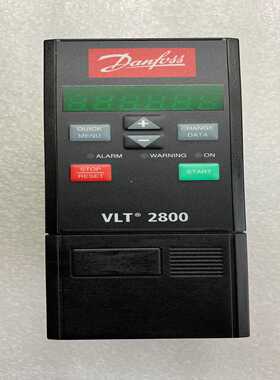 Danfoss
QUICK
MENU
+
−
CHANGE
DATA
ALARM
WARNING
ON
STOP
RESET
START
VLT® 2800